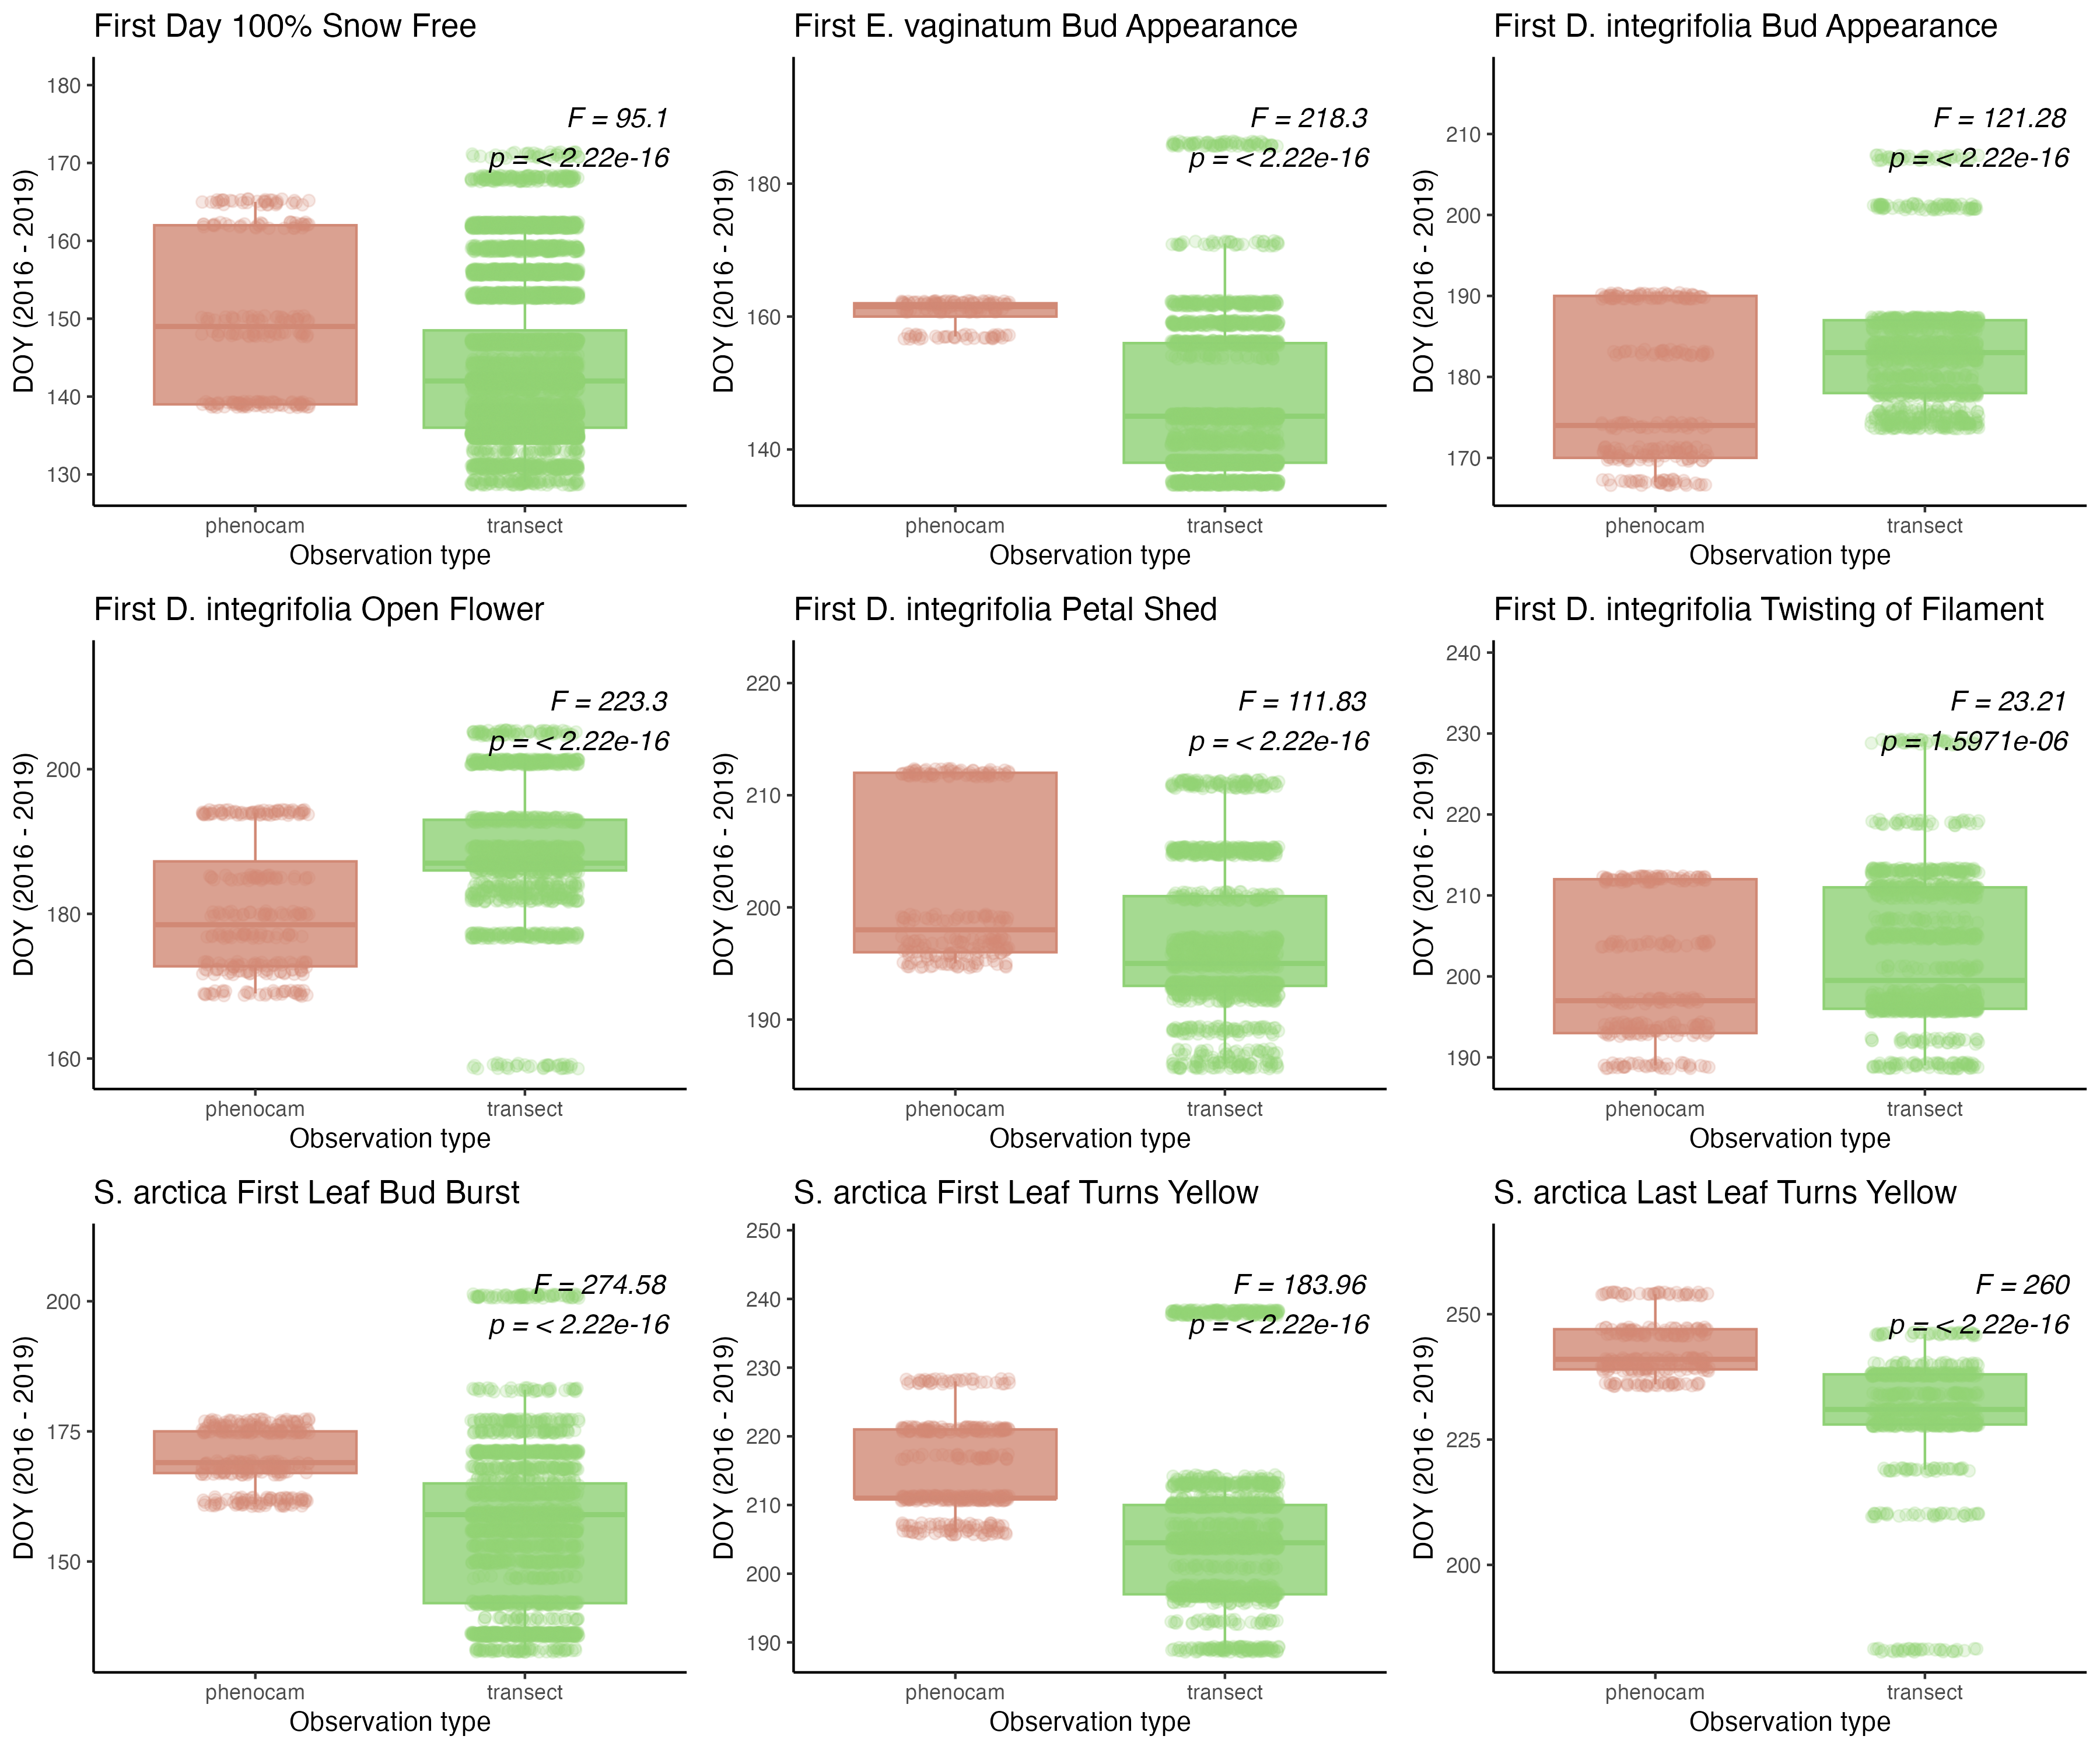 First Day 100% Snow Free
180
170
160
150
140
130
DOY (2016 - 2019)
F = 95.1
p = < 2.22e-16
phenocam
transect
Observation type
First E. vaginatum Bud Appearance
180
160
140
DOY (2016 - 2019)
F = 218.3
p = < 2.22e-16
phenocam
transect
Observation type
First D. integrifolia Bud Appearance
210
200
190
180
170
DOY (2016 - 2019)
F = 121.28
p = < 2.22e-16
phenocam
transect
Observation type
First D. integrifolia Open Flower
200
180
160
DOY (2016 - 2019)
F = 223.3
p = < 2.22e-16
phenocam
transect
Observation type
First D. integrifolia Petal Shed
220
210
200
190
DOY (2016 - 2019)
F = 111.83
p = < 2.22e-16
phenocam
transect
Observation type
First D. integrifolia Twisting of Filament
240
230
220
210
200
190
DOY (2016 - 2019)
F = 23.21
p = 1.5971e-06
phenocam
transect
Observation type
S. arctica First Leaf Bud Burst
200
175
150
DOY (2016 - 2019)
F = 274.58
p = < 2.22e-16
phenocam
transect
Observation type
S. arctica First Leaf Turns Yellow
250
240
230
220
210
200
190
DOY (2016 - 2019)
F = 183.96
p = < 2.22e-16
phenocam
transect
Observation type
S. arctica Last Leaf Turns Yellow
250
225
200
DOY (2016 - 2019)
F = 260
p = < 2.22e-16
phenocam
transect
Observation type